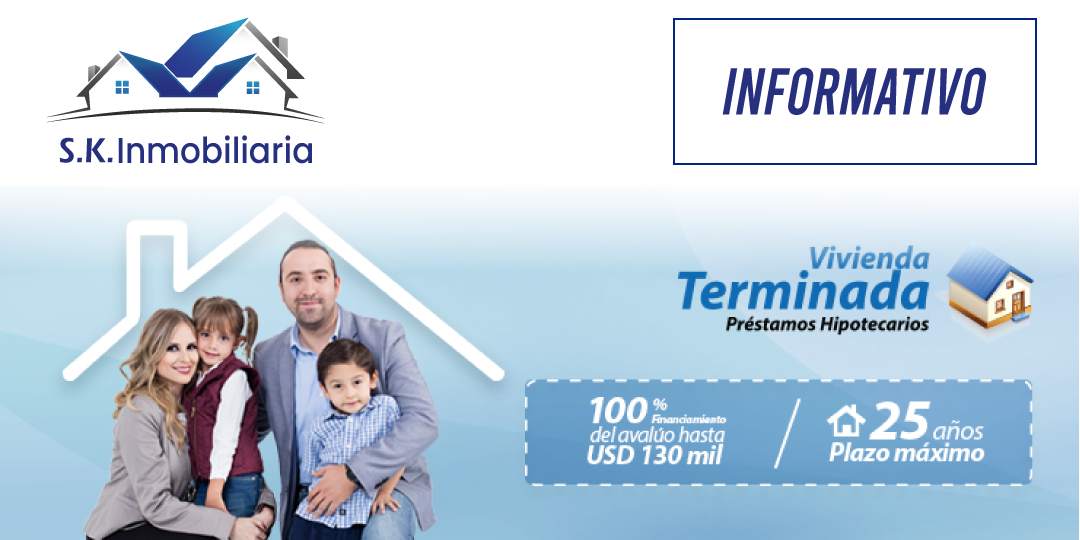 S.K.Inmobiliaria
INFORMATIVO
Vivienda
Terminada
Préstamos Hipotecarios
100 % Financiamiento
del avalúo hasta
USD 130 mil
25 años
Plazo máximo